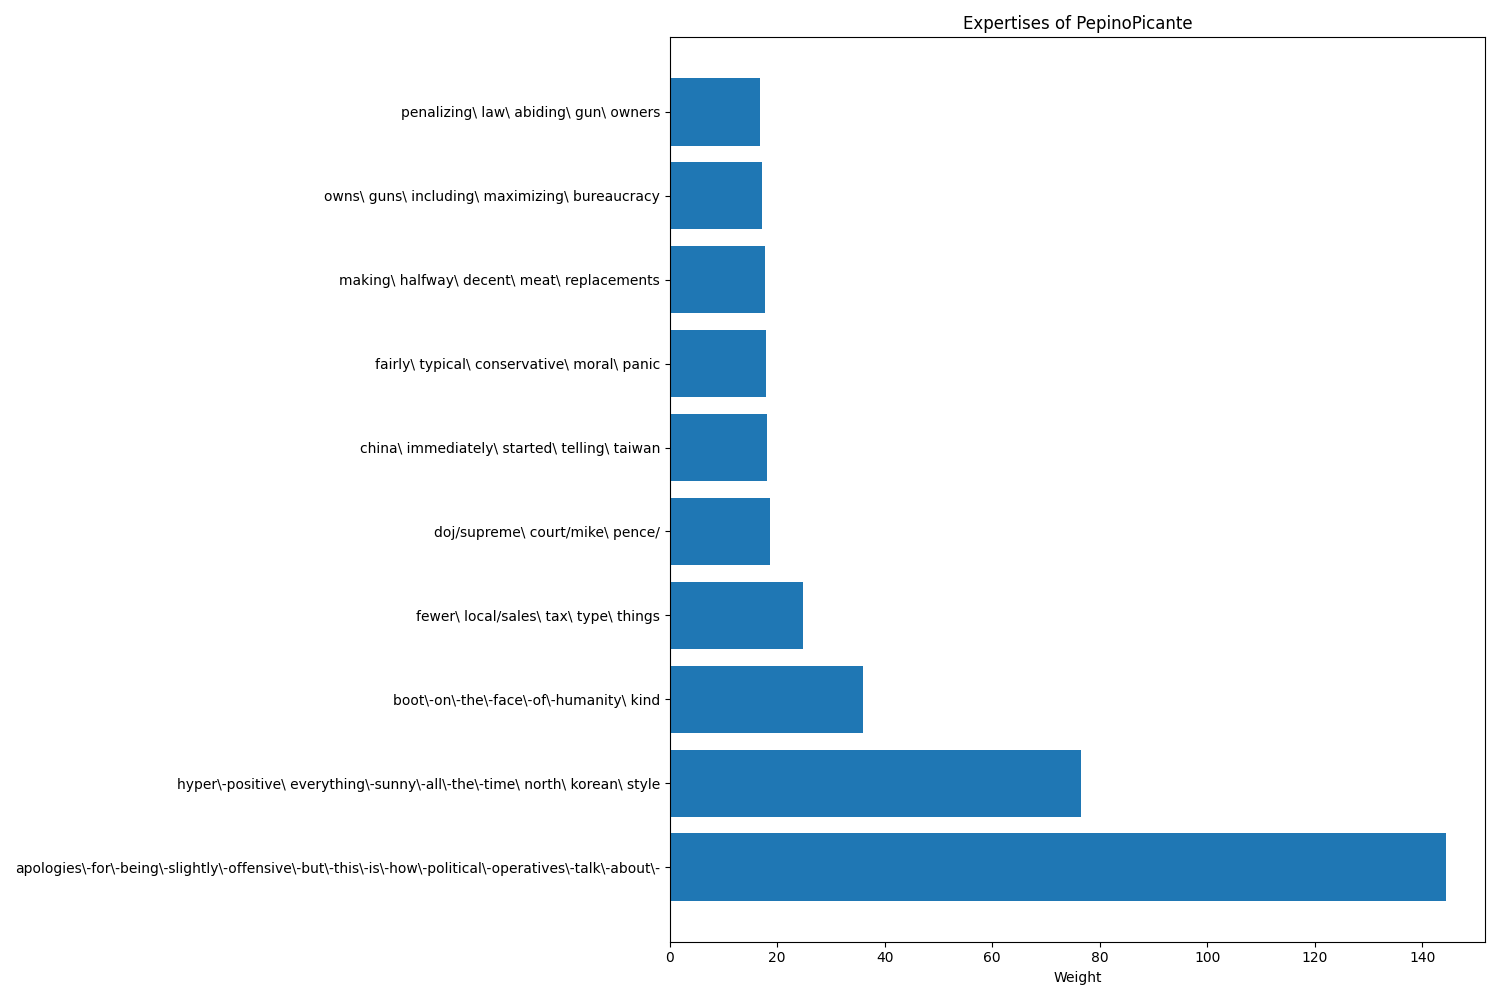 Expertises of PepinoPicante
penalizing\ law\ abiding\ gun\ owners
owns\ guns\ including\ maximizing\ bureaucracy
making\ halfway\ decent\ meat\ replacements
fairly\ typical\ conservative\ moral\ panic
china\ immediately\ started\ telling\ taiwan
doj/supreme\ court/mike\ pence/
fewer\ local/sales\ tax\ type\ things
boot\-on\-the\-face\-of\-humanity\ kind
hyper\-positive\ everything\-sunny\-all\-the\-time\ north\ korean\ style
apologies\-for\-being\-slightly\-offensive\-but\-this\-is\-how\-political\-operatives\-talk\-about\-
0 20 40 60 80 100 120 140
Weight